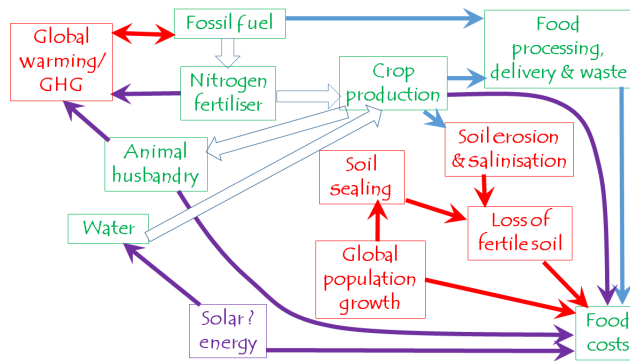 Fossil fuel
Global
warming/
GHG
Food
processing,
delivery & waste
Nitrogen
fertiliser
Crop
production
Animal
husbandry
Soil erosion
& salinisation
Soil
sealing
Water
Loss of
fertile soil
Global
population
growth
Solar?
energy
Food
costs